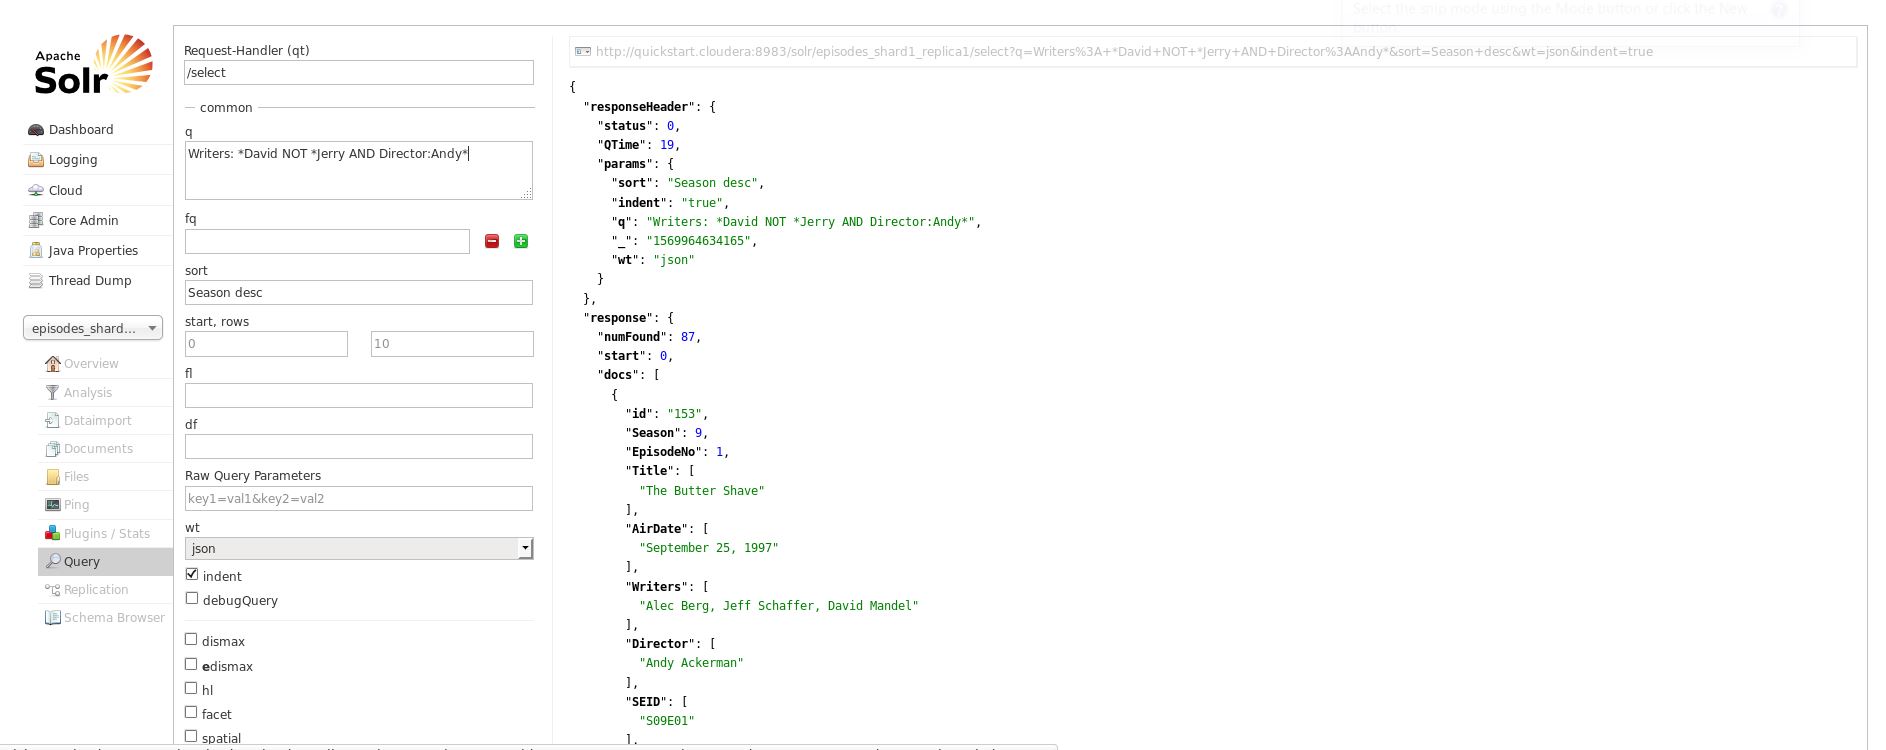 Select the snip mode using the Mode button or click the New
button.
Apache
Solr
Dashboard
Logging
Cloud
Core Admin
Java Properties
Thread Dump
episodes_shard...
Overview
Analysis
Dataimport
Documents
Files
Ping
Plugins / Stats
Query
Replication
Schema Browser
Request-Handler (qt)
/select
common
q
Writers: *David NOT *Jerry AND Director:Andy*
fq
sort
Season desc
start, rows
0 10
fl
df
Raw Query Parameters
key1=val1&key2=val2
wt
json
indent
debugQuery
dismax
edismax
hl
facet
spatial
http://quickstart.cloudera:8983/solr/episodes_shard1_replica1/select?q=Writers%3A+*David+NOT+*Jerry+AND+Director%3AAndy*&sort=Season+desc&wt=json&indent=true
{
"responseHeader": {
"status": 0,
"QTime": 19,
"params": {
"sort": "Season desc",
"indent": "true",
"q": "Writers: *David NOT *Jerry AND Director:Andy*",
"_": "1569964634165",
"wt": "json"
}
},
"response": {
"numFound": 87,
"start": 0,
"docs": [
{
"id": "153",
"Season": 9,
"EpisodeNo": 1,
"Title": [
"The Butter Shave"
],
"AirDate": [
"September 25, 1997"
],
"Writers": [
"Alec Berg, Jeff Schaffer, David Mandel"
],
"Director": [
"Andy Ackerman"
],
"SEID": [
"S09E01"
],